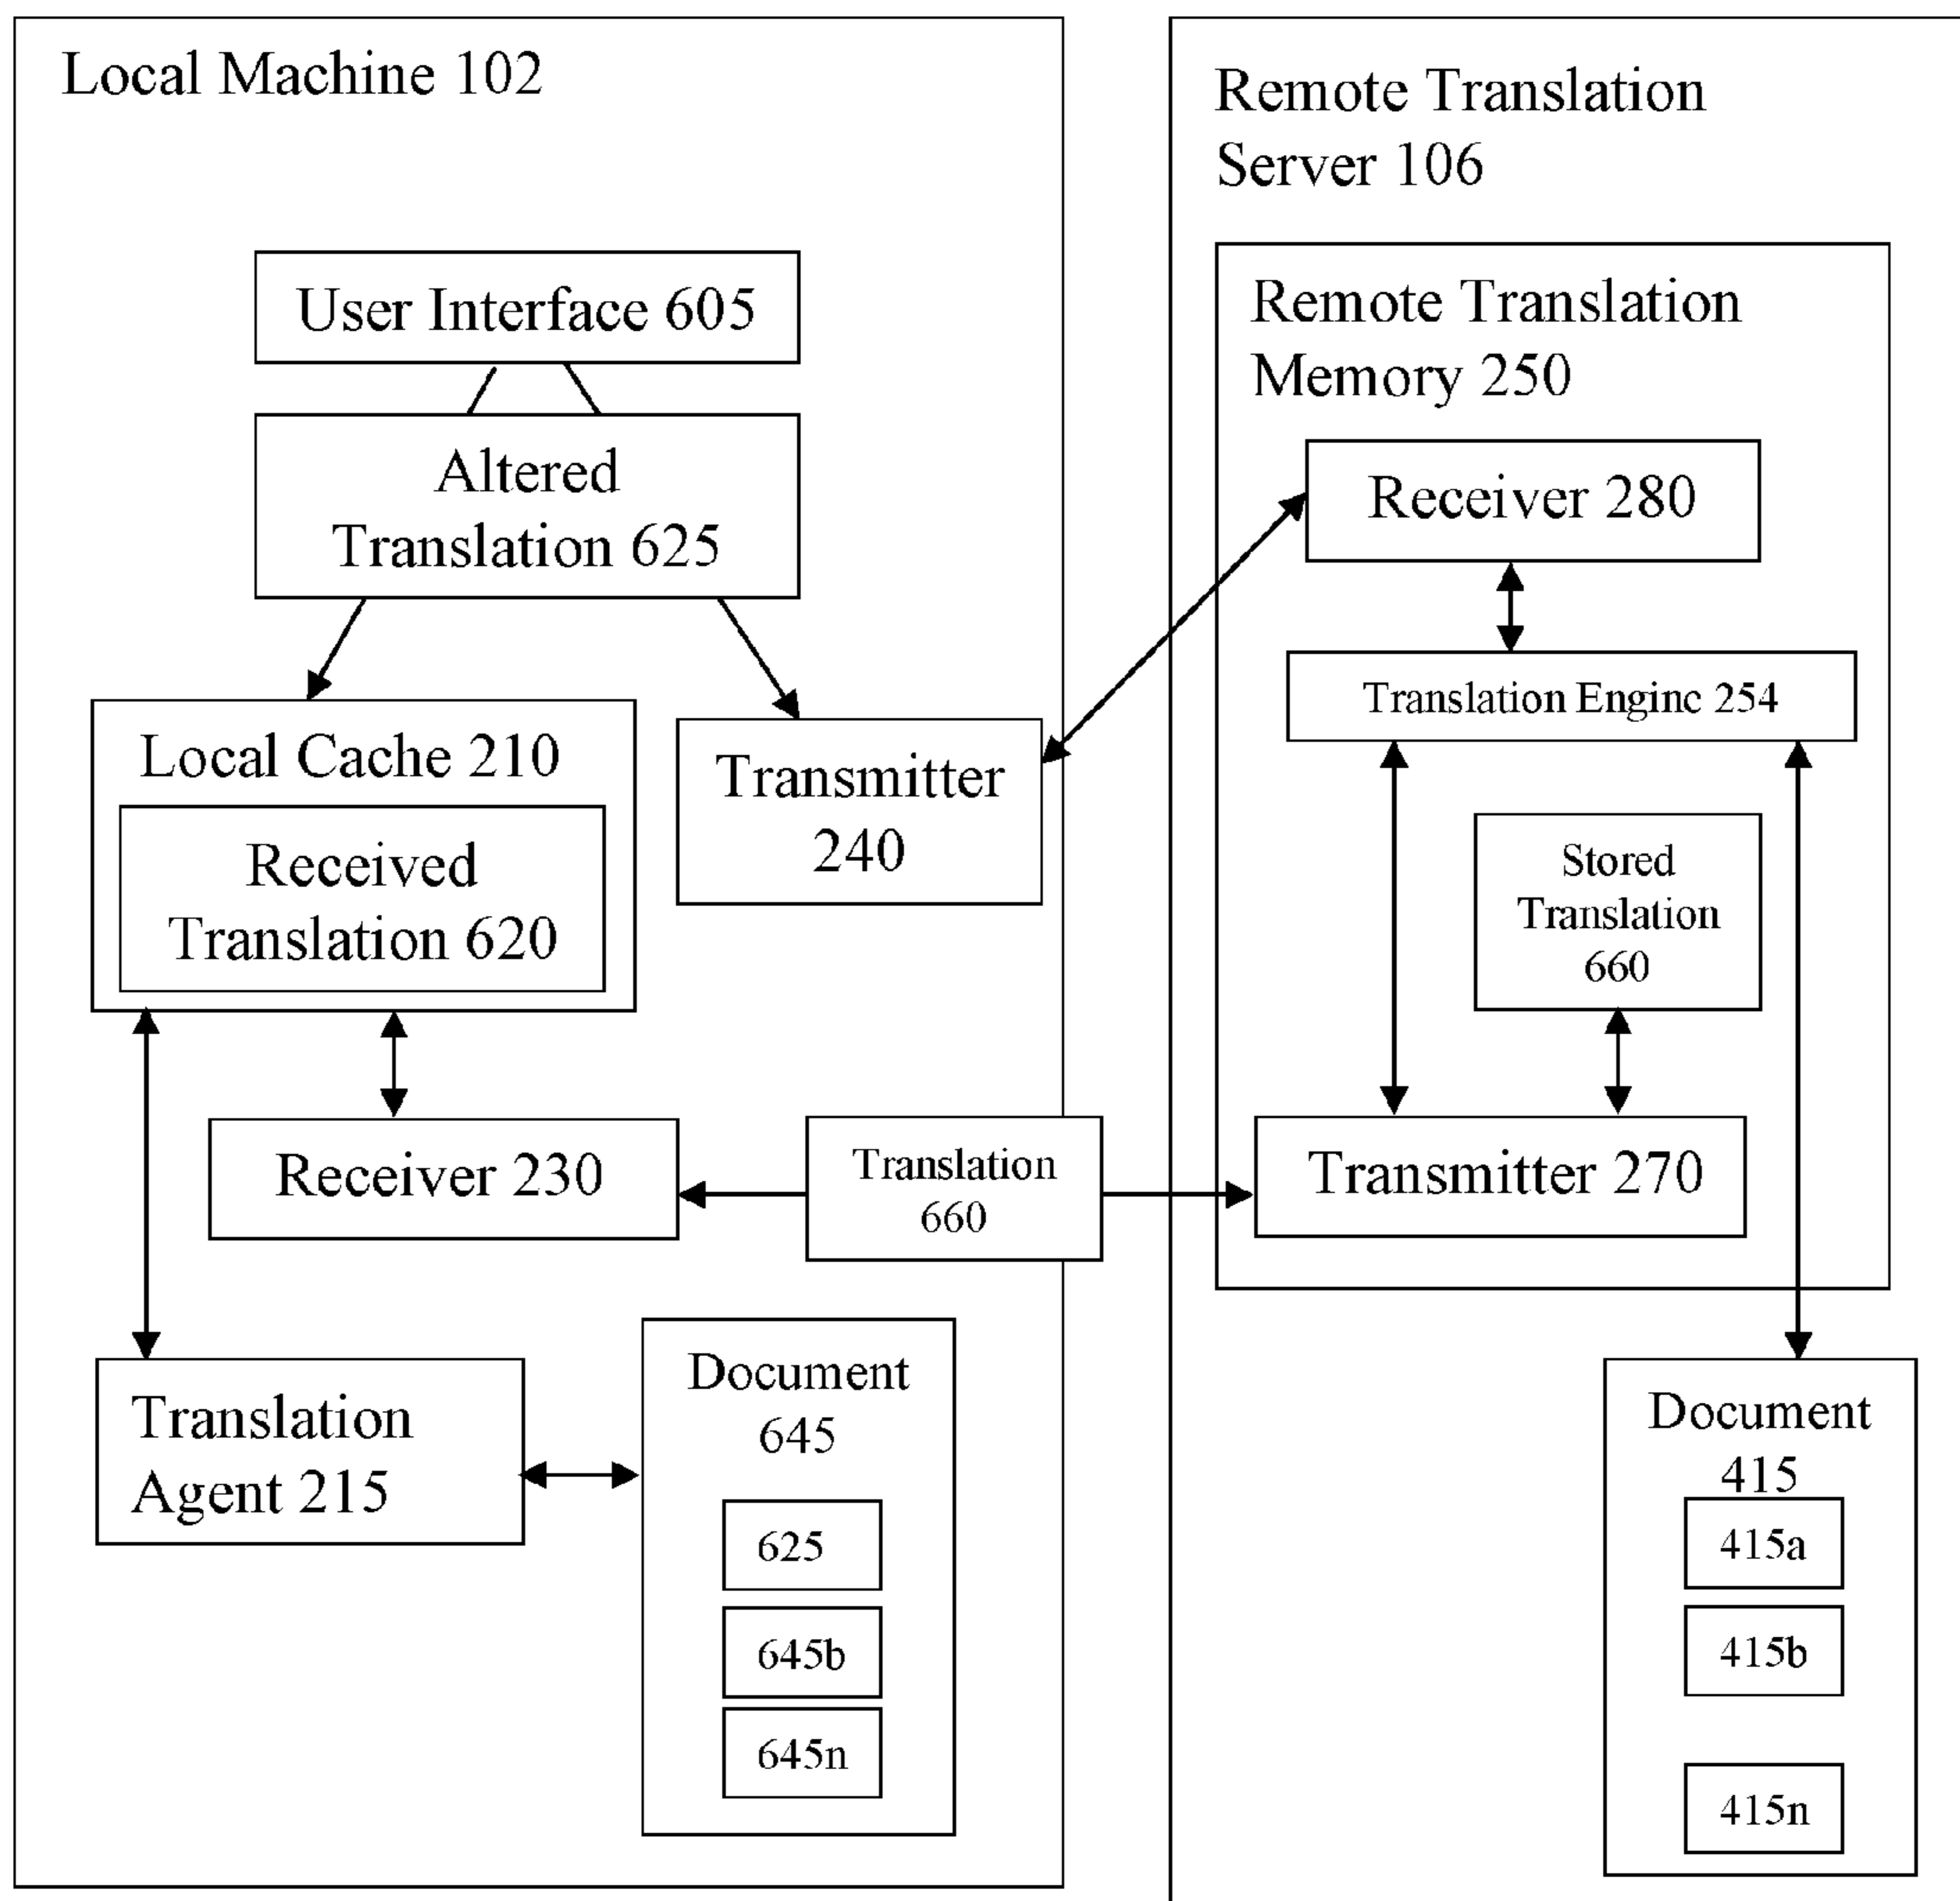 Local Machine 102
User Interface 605
Altered
Translation 625
Local Cache 210
Received
Translation 620
Transmitter
240
Receiver 230
Translation
660
Translation
Agent 215
Document
645
625
645b
645n
Remote Translation
Server 106
Remote Translation
Memory 250
Receiver 280
Translation Enginc 254
Stored
Translation
660
Transmitter 270
Document
415
415a
415b
415n